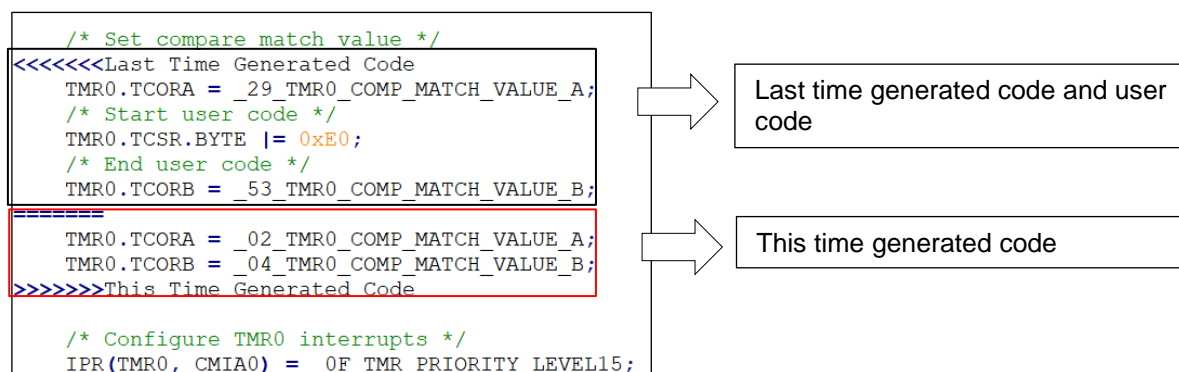 /* Set compare match value */
<<<<<<<Last Time Generated Code
TMR0.TCORA = _29_TMR0_COMP_MATCH_VALUE_A;
/* Start user code */
TMR0.TCSR.BYTE |= 0xE0;
/* End user code */
TMR0.TCORB = _53_TMR0_COMP_MATCH_VALUE_B;
=======
TMR0.TCORA = _02_TMR0_COMP_MATCH_VALUE_A;
TMR0.TCORB = _04_TMR0_COMP_MATCH_VALUE_B;
>>>>>>>This Time Generated Code
/* Configure TMR0 interrupts */
IPR(TMR0, CMIA0) = _0F_TMR_PRIORITY_LEVEL15;
Last time generated code and user
code
This time generated code